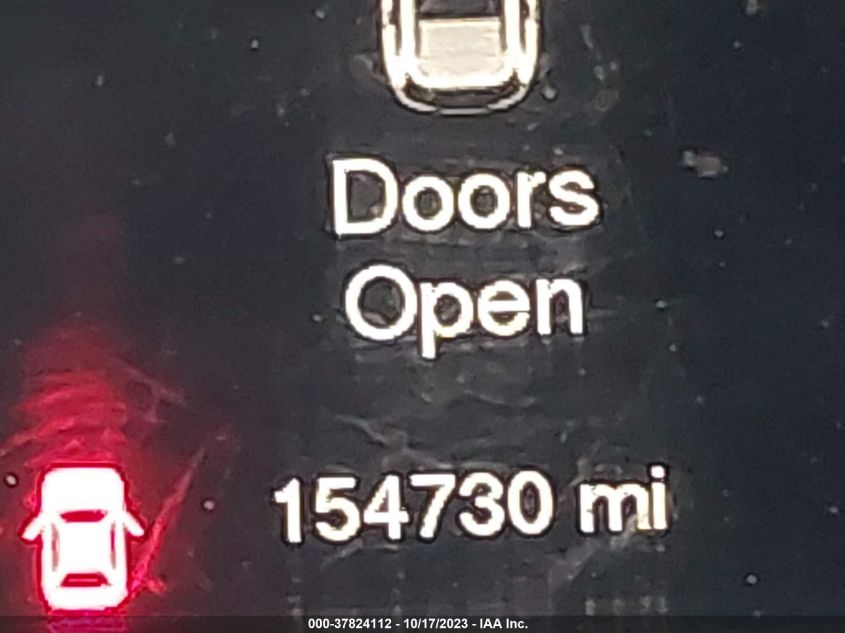 Doors
Open
154730 mi
000-37824112 - 10/17/2023 - IAA Inc.